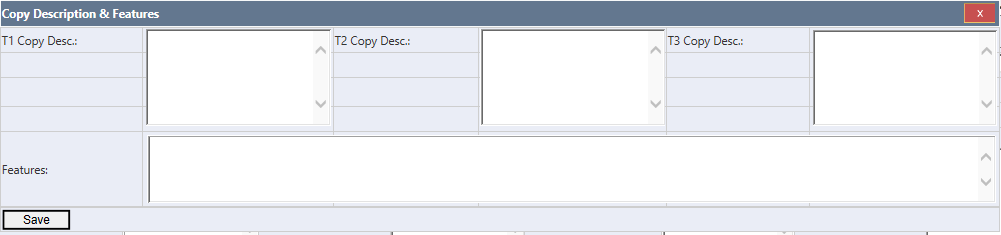 Copy Description & Features
x
T1 Copy Desc.: T2 Copy Desc.: T3 Copy Desc.:
Features:
Save